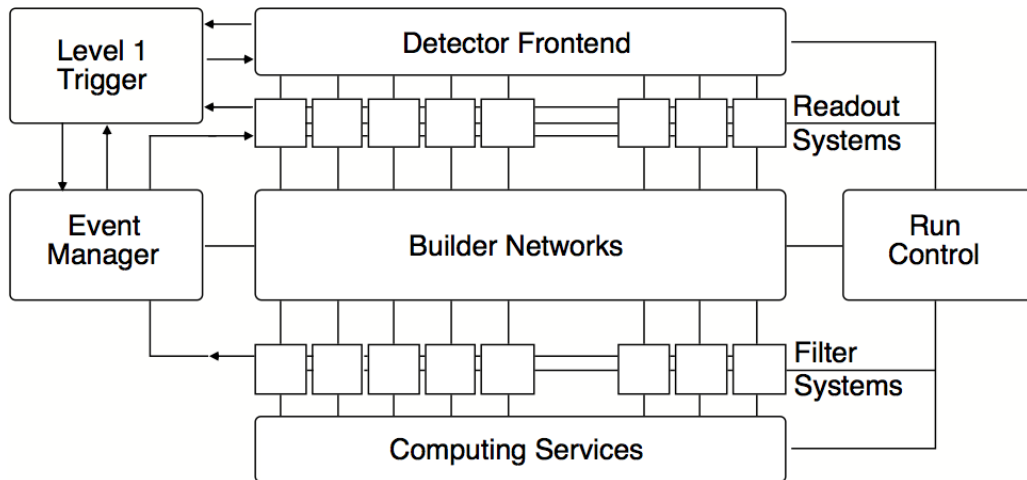 Level 1
Trigger
Detector Frontend
Readout
Systems
Event
Manager
Builder Networks
Run
Control
Filter
Systems
Computing Services